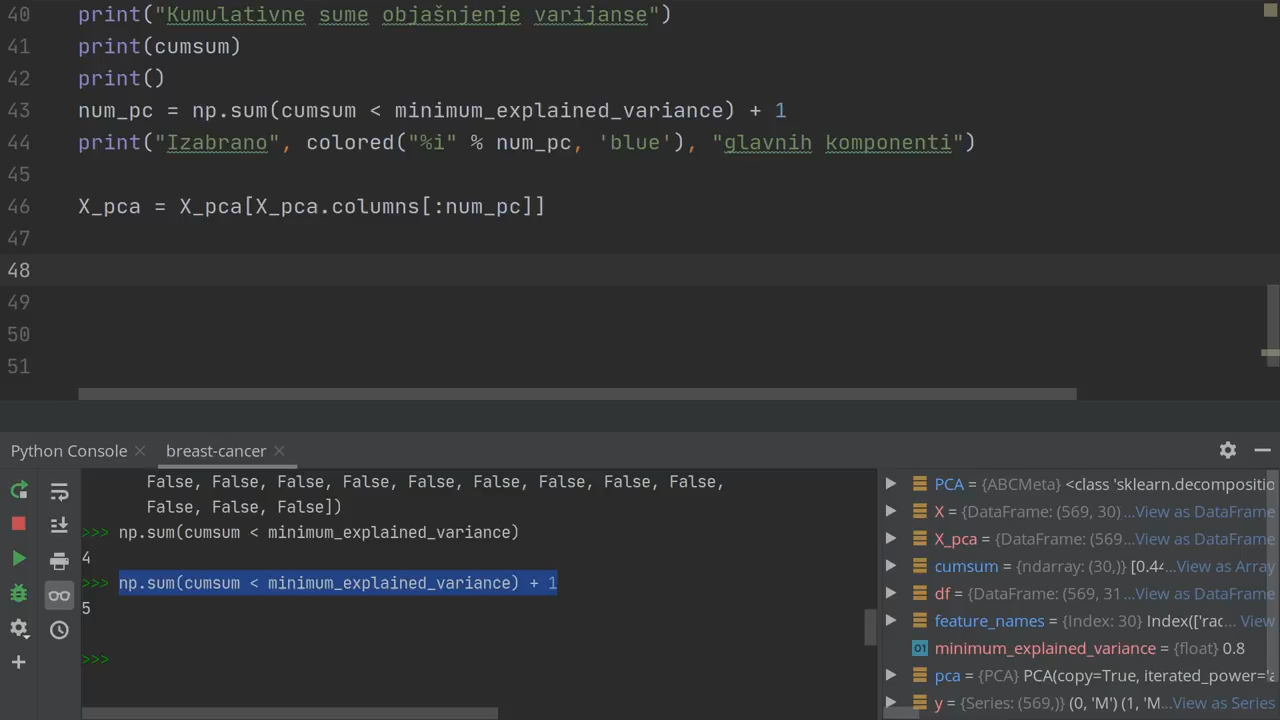 40 print("Kumulativne sume objašnjenje varijanse")
41 print(cumsum)
42 print()
43 num_pc = np.sum(cumsum < minimum_explained_variance) + 1
44 print("Izabrano", colored("%i" % num_pc, 'blue'), "glavnih komponenti")
45
46 X_pca = X_pca[X_pca.columns[:num_pc]]
47
48
49
50
51
Python Console breast-cancer
False, False, False, False, False, False, False, False, False,
False, False, False])
>>> np.sum(cumsum < minimum_explained_variance)
4
>>> np.sum(cumsum < minimum_explained_variance) + 1
5
>>>
PCA = {ABCMeta} <class 'sklearn.decompositio
X = {DataFrame: (569, 30) ...View as DataFrame
X_pca = {DataFrame: (569... View as DataFrame
cumsum = {ndarray: (30,)} [0.44...View as Array
df = {DataFrame: (569, 31...View as DataFrame
feature_names = {Index: 30} Index(['rac... View
01 minimum_explained_variance = {float} 0.8
pca = {PCA} PCA(copy=True, iterated_power='a
y = {Series: (569,)} (0, 'M') (1, 'M...View as Series